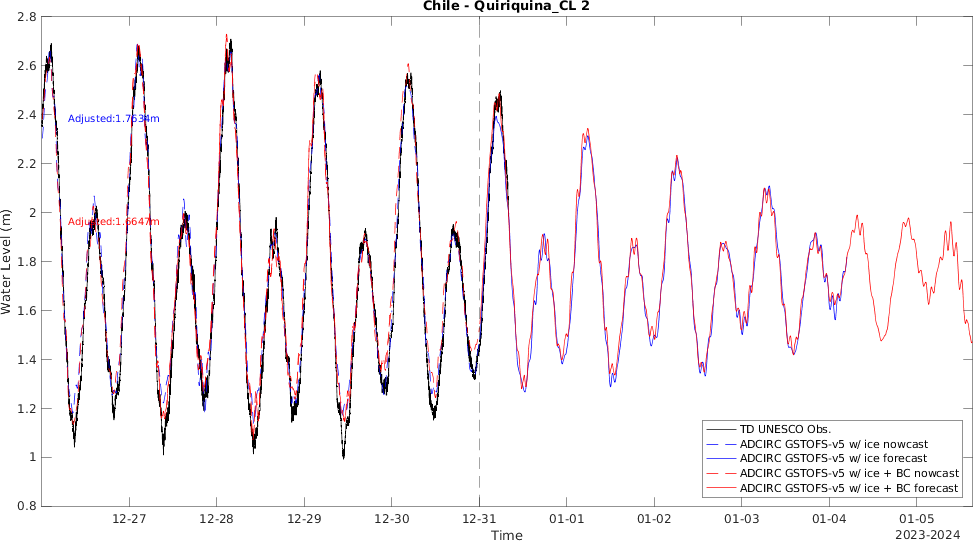 Chile - Quiriquina_CL 2
2.8
2.6
2.4
2.2
2
1.8
1.6
1.4
1.2
1
0.8
Water Level (m)
Adjusted:1.7634m
Adjusted:1.6647m
TD UNESCO Obs.
ADCIRC GSTOFS-v5 w/ ice nowcast
ADCIRC GSTOFS-v5 w/ ice forecast
ADCIRC GSTOFS-v5 w/ ice + BC nowcast
ADCIRC GSTOFS-v5 w/ ice + BC forecast
12-27 12-28 12-29 12-30 12-31 01-01 01-02 01-03 01-04 01-05
Time
2023-2024